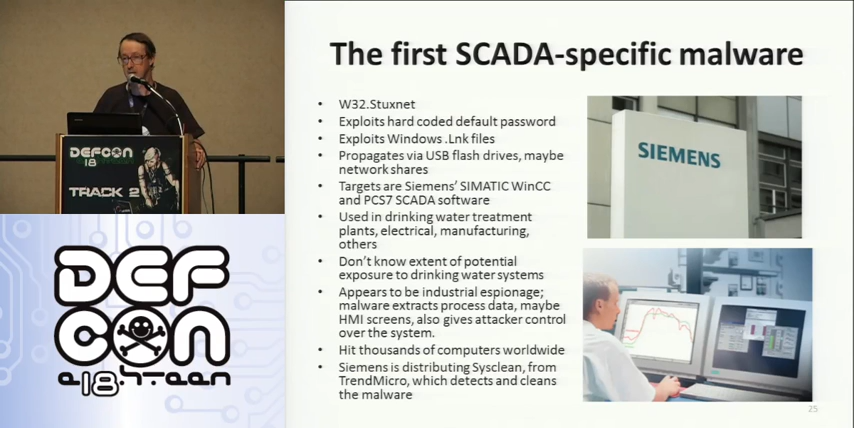 The first SCADA-specific malware
• W32.Stuxnet
• Exploits hard coded default password
• Exploits Windows .Lnk files
• Propagates via USB flash drives, maybe
network shares
• Targets are Siemens’ SIMATIC WinCC
and PCS7 SCADA software
• Used in drinking water treatment
plants, electrical, manufacturing,
others
• Don’t know extent of potential
exposure to drinking water systems
• Appears to be industrial espionage;
malware extracts process data, maybe
HMI screens, also gives attacker control
over the system.
• Hit thousands of computers worldwide
• Siemens is distributing Sysclean, from
TrendMicro, which detects and cleans
the malware
SIEMENS
25
DEFCON
18
TRACK 2
DEF
CON
e18hteen